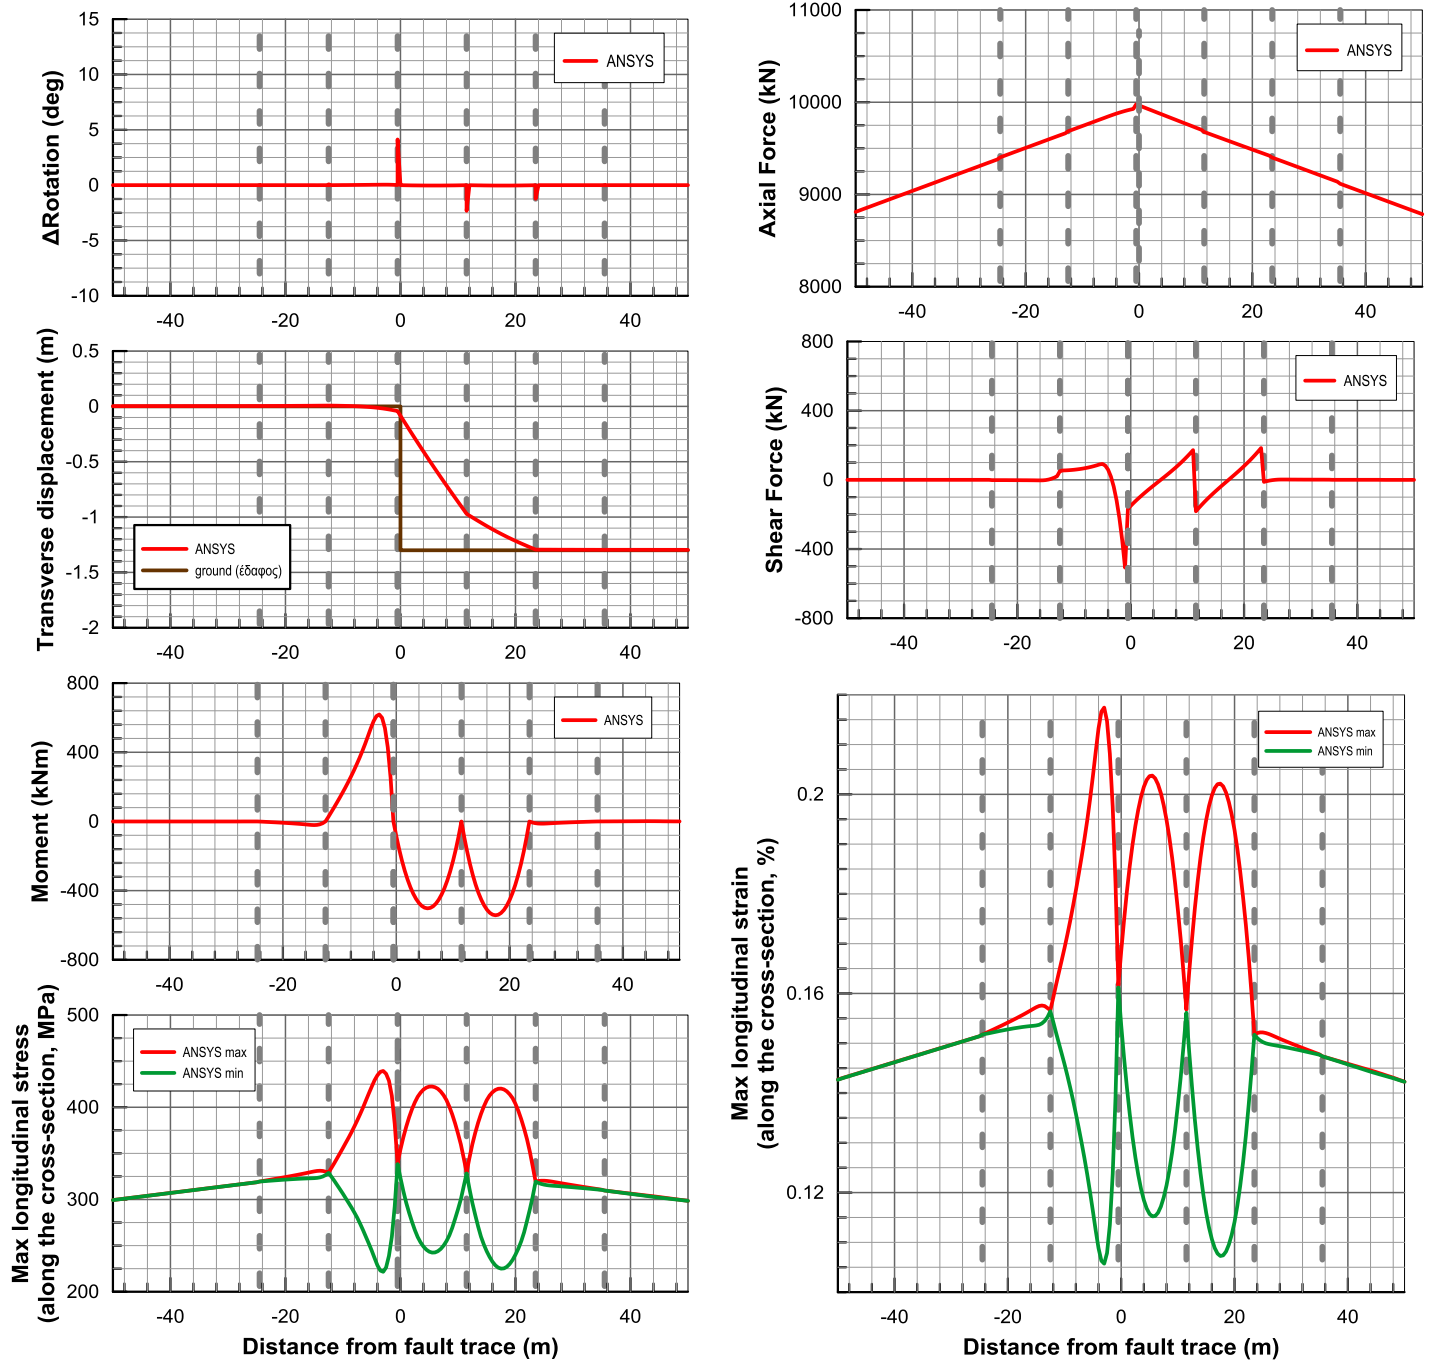 ΔRotation (deg)
15
10
5
0
-5
-10
ANSYS
-40 -20 0 20 40
Axial Force (kN)
11000
10000
9000
8000
ANSYS
-40 -20 0 20 40
Transverse displacement (m)
0.5
0
-0.5
-1
-1.5
-2
ANSYS
ground (έδαφος)
-40 -20 0 20 40
Shear Force (kN)
800
400
0
-400
-800
ANSYS
-40 -20 0 20 40
Moment (kNm)
800
400
0
-400
-800
ANSYS
-40 -20 0 20 40
Max longitudinal stress
(along the cross-section, MPa)
500
400
300
200
ANSYS max
ANSYS min
-40 -20 0 20 40
Distance from fault trace (m)
Max longitudinal strain
(along the cross-section, %)
0.2
0.16
0.12
ANSYS max
ANSYS min
-40 -20 0 20 40
Distance from fault trace (m)